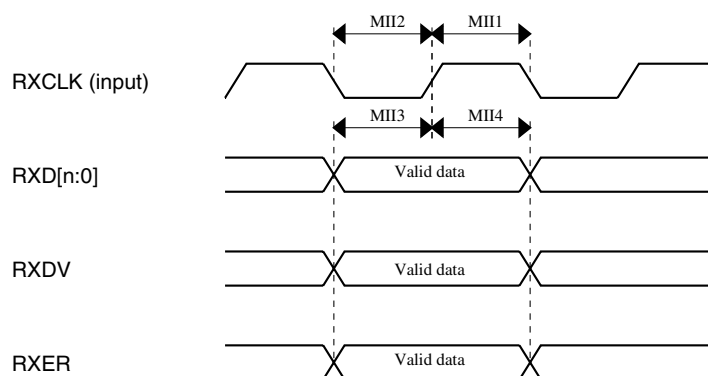 MII2 MII1
RXCLK (input)
MII3 MII4
RXD[n:0] Valid data
RXDV Valid data
RXER Valid data